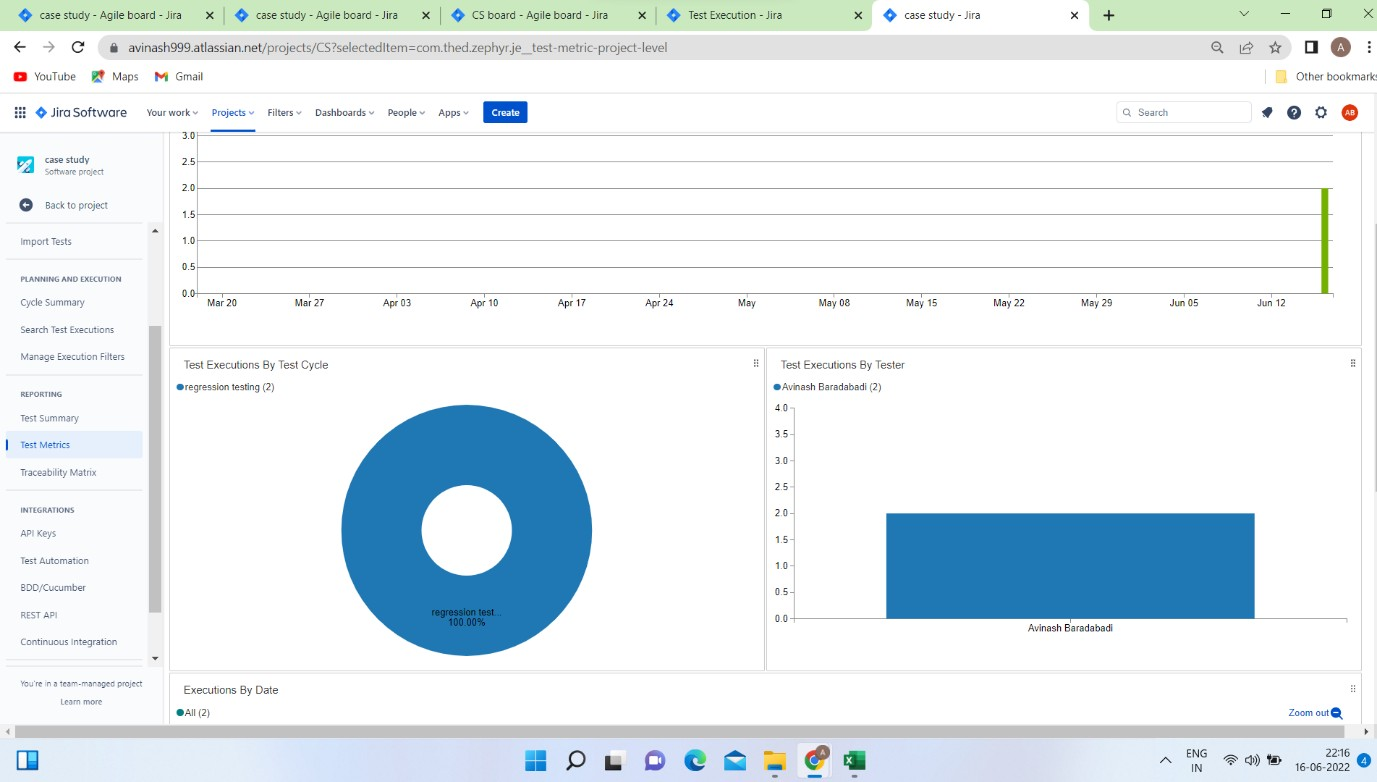 case study - Agile board - Jira
case study - Agile board - Jira
CS board - Agile board - Jira
Test Execution - Jira
case study - Jira
avinash999.atlassian.net/projects/CS?selectedItem=com.thed.zephyr.je__test-metric-project-level
A
YouTube Maps Gmail Other bookmarks
Jira Software Your work Projects Filters Dashboards People Apps Create Search AB
case study
Software project
Back to project
Import Tests
PLANNING AND EXECUTION
Cycle Summary
Search Test Executions
Manage Execution Filters
REPORTING
Test Summary
Test Metrics
Traceability Matrix
INTEGRATIONS
API Keys
Test Automation
BDD/Cucumber
REST API
Continuous Integration
You're in a team-managed project
Learn more
3.0
2.5
2.0
1.5
1.0
0.5
0.0
Mar 20 Mar 27 Apr 03 Apr 10 Apr 17 Apr 24 May May 08 May 15 May 22 May 29 Jun 05 Jun 12
Test Executions By Test Cycle
regression testing (2)
regression test...
100.00%
Test Executions By Tester
Avinash Baradabadi (2)
4.0
3.5
3.0
2.5
2.0
1.5
1.0
0.5
0.0
Avinash Baradabadi
Executions By Date
All (2)
Zoom out
A
ENG
IN
22:16
16-06-2022
4